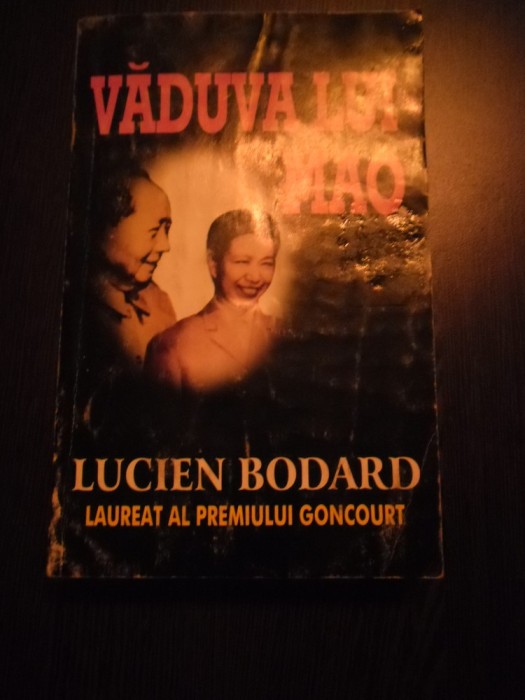 VĂDUVA LUI
MAO
LUCIEN BODARD
LAUREAT AL PREMIULUI GONCOURT